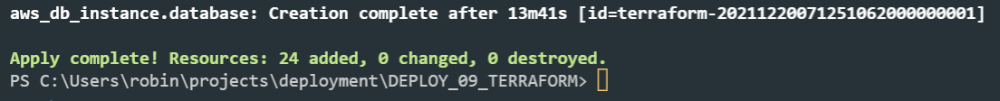 aws_db_instance.database: Creation complete after 13m41s [id=terraform-20211220071251062000000001]
Apply complete! Resources: 24 added, 0 changed, 0 destroyed.
PS C:\Users\robin\projects\deployment\DEPLOY_09_TERRAFORM>